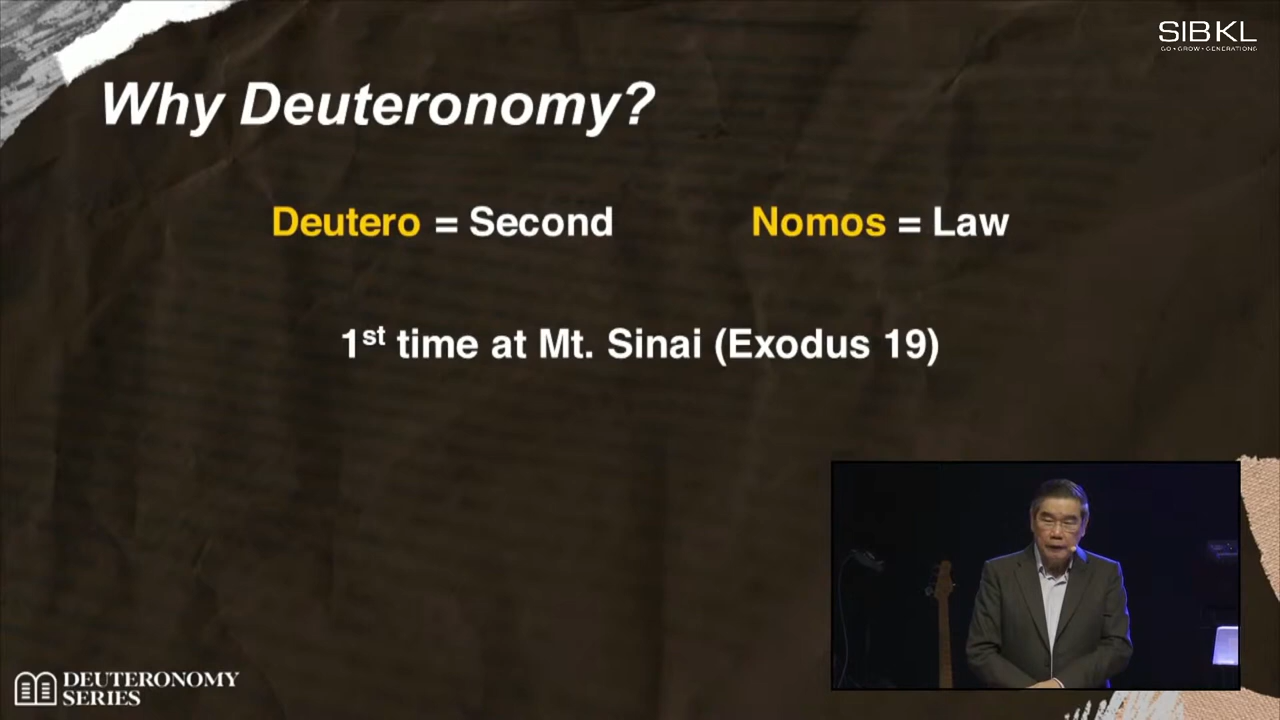 SIBKL
GO • GROW • GENERATIONS
Why Deuteronomy?
Deutero = Second
Nomos = Law
1st time at Mt. Sinai (Exodus 19)
DEUTERONOMY
SERIES